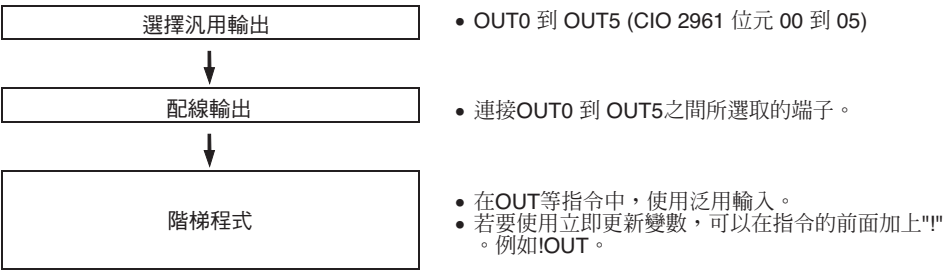 選擇汎用輸出
• OUT0 到 OUT5 (CIO 2961 位元 00 到 05)
配線輸出
• 連接OUT0 到 OUT5之間所選取的端子。
階梯程式
• 在OUT等指令中，使用泛用輸入。
• 若要使用立即更新變數，可以在指令的前面加上"!"
。例如!OUT。